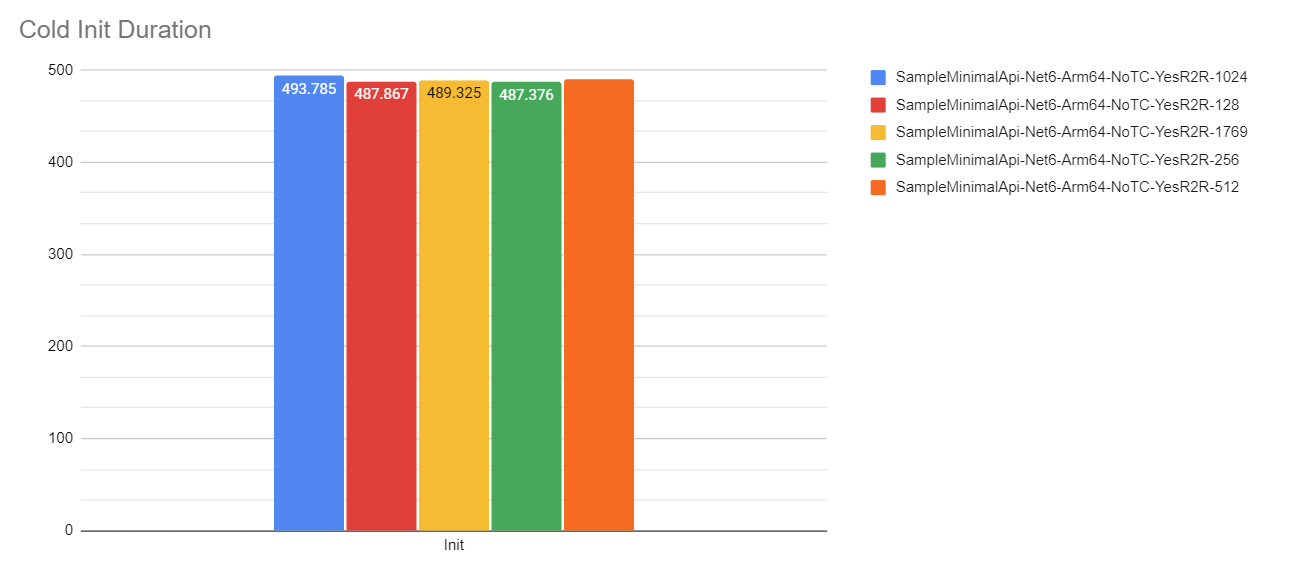 Cold Init Duration
500
400
300
200
100
0
493.785
487.867
489.325
487.376
Init
SampleMinimalApi-Net6-Arm64-NoTC-YesR2R-1024
SampleMinimalApi-Net6-Arm64-NoTC-YesR2R-128
SampleMinimalApi-Net6-Arm64-NoTC-YesR2R-1769
SampleMinimalApi-Net6-Arm64-NoTC-YesR2R-256
SampleMinimalApi-Net6-Arm64-NoTC-YesR2R-512